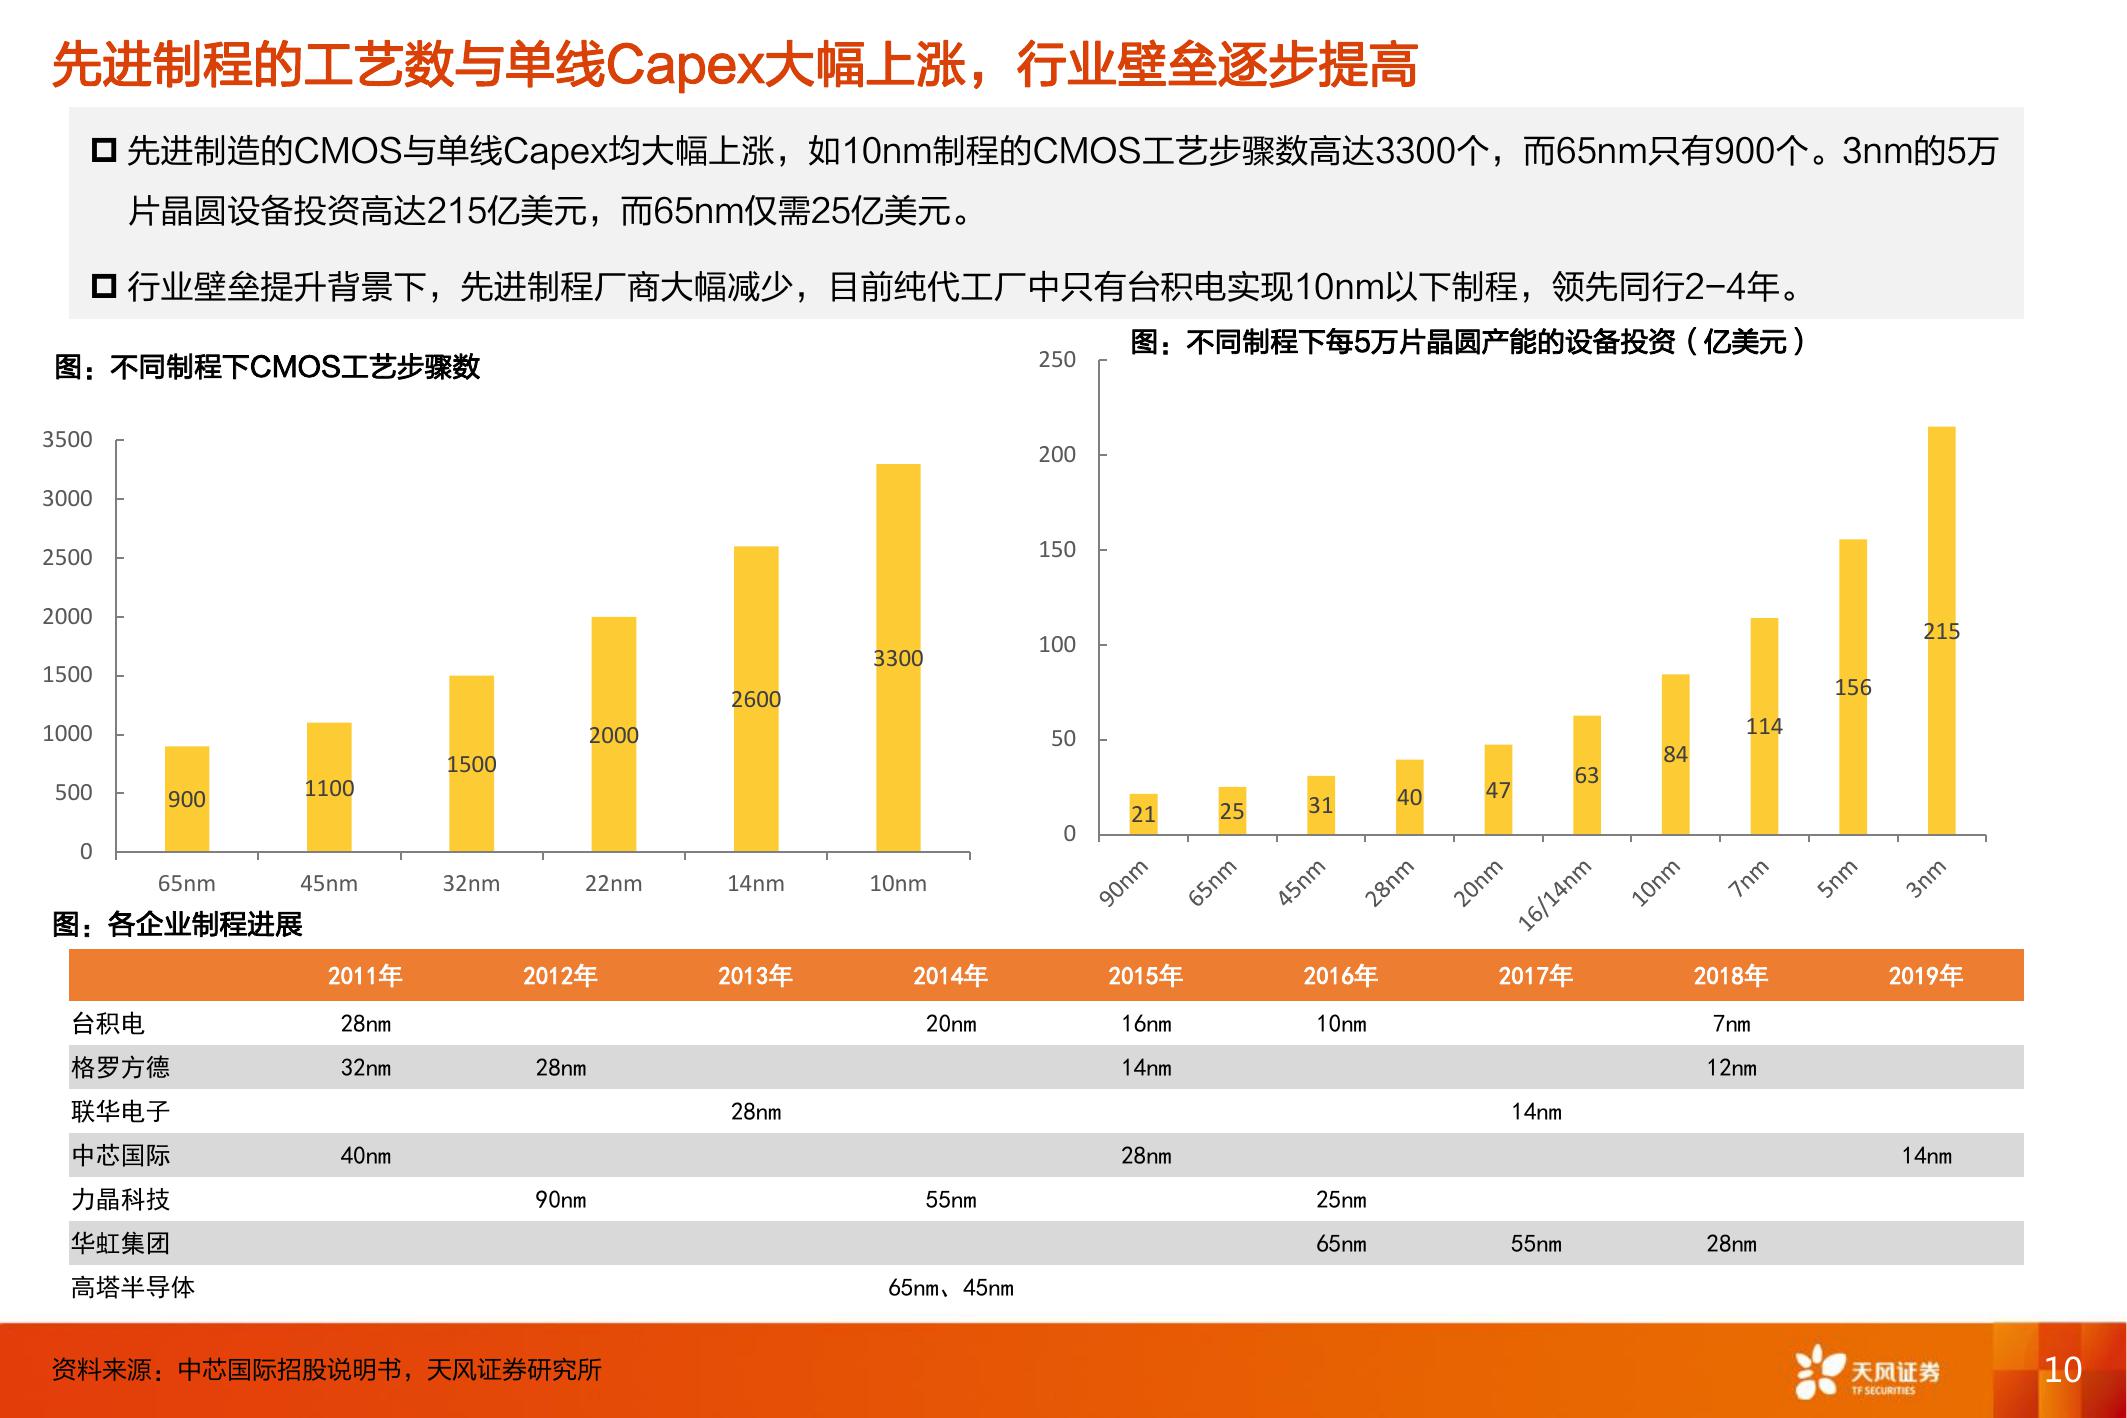 先进制程的工艺数与单线Capex大幅上涨，行业壁垒逐步提高
先进制造的CMOS与单线Capex均大幅上涨，如10nm制程的CMOS工艺步骤数高达3300个，而65nm只有900个。3nm的5万
片晶圆设备投资高达215亿美元，而65nm仅需25亿美元。
行业壁垒提升背景下，先进制程厂商大幅减少，目前纯代工厂中只有台积电实现10nm以下制程，领先同行2-4年。
图：不同制程下CMOS工艺步骤数
3500
3000
2500
2000
1500
1000
500
0
900
1100
1500
2000
2600
3300
65nm 45nm 32nm 22nm 14nm 10nm
图：不同制程下每5万片晶圆产能的设备投资（亿美元）
250
200
150
100
50
0
21
25
31
40
47
63
84
114
156
215
90nm 65nm 45nm 28nm 20nm 16/14nm 10nm 7nm 5nm 3nm
图：各企业制程进展
2011年 2012年 2013年 2014年 2015年 2016年 2017年 2018年 2019年
台积电 28nm 20nm 16nm 10nm 7nm
格罗方德 32nm 28nm 14nm 12nm
联华电子 28nm 14nm
中芯国际 40nm 28nm 14nm
力晶科技 90nm 55nm 25nm
华虹集团 65nm 55nm 28nm
高塔半导体 65nm、45nm
资料来源：中芯国际招股说明书，天风证券研究所
天风证券
TF SECURITIES
10